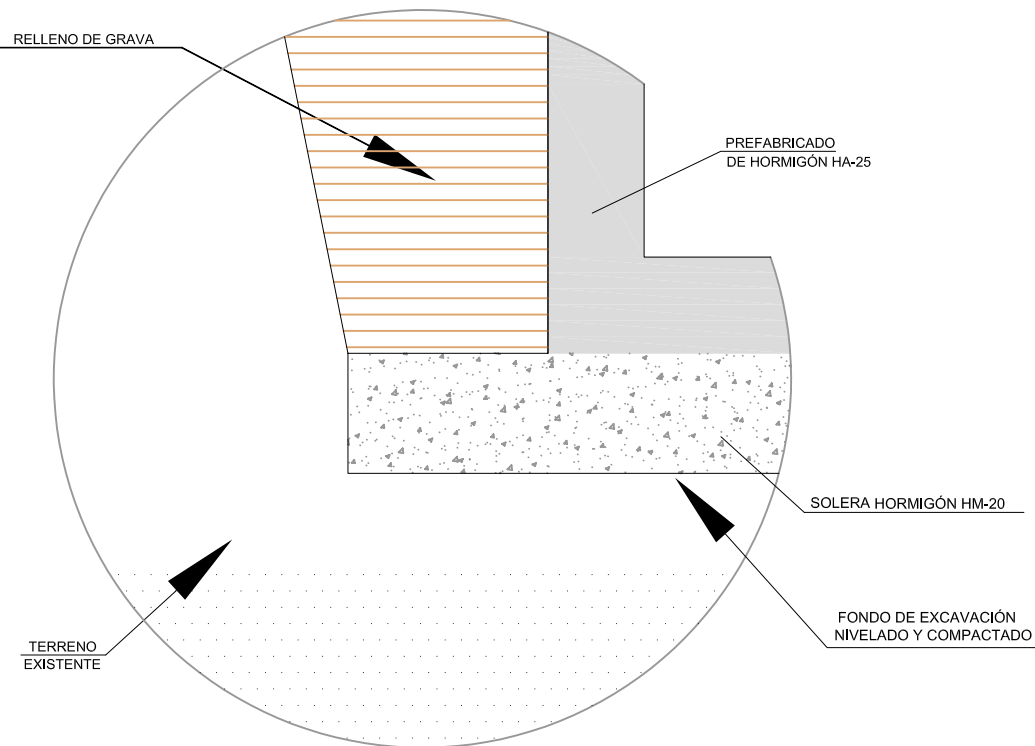 RELLENO DE GRAVA
PREFABRICADO
DE HORMIGÓN HA-25
SOLERA HORMIGÓN HM-20
FONDO DE EXCAVACIÓN
NIVELADO Y COMPACTADO
TERRENO
EXISTENTE